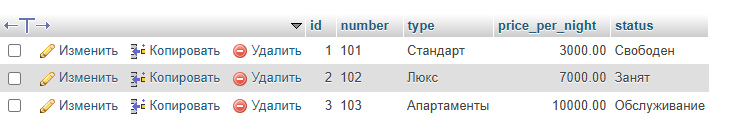 id number type price_per_night status
Изменить Копировать Удалить 1 101 Стандарт 3000.00 Свободен
Изменить Копировать Удалить 2 102 Люкс 7000.00 Занят
Изменить Копировать Удалить 3 103 Апартаменты 10000.00 Обслуживание